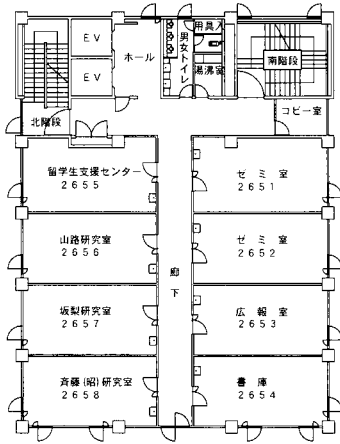 EV
EV
ホール
男女トイレ
用具入
湯沸室
南階段
コピー室
北階段
留学生支援センター
2655
ゼミ室
2651
山路研究室
2656
ゼミ室
2652
廊下
坂梨研究室
2657
広報室
2653
斉藤(昭)研究室
2658
書庫
2654